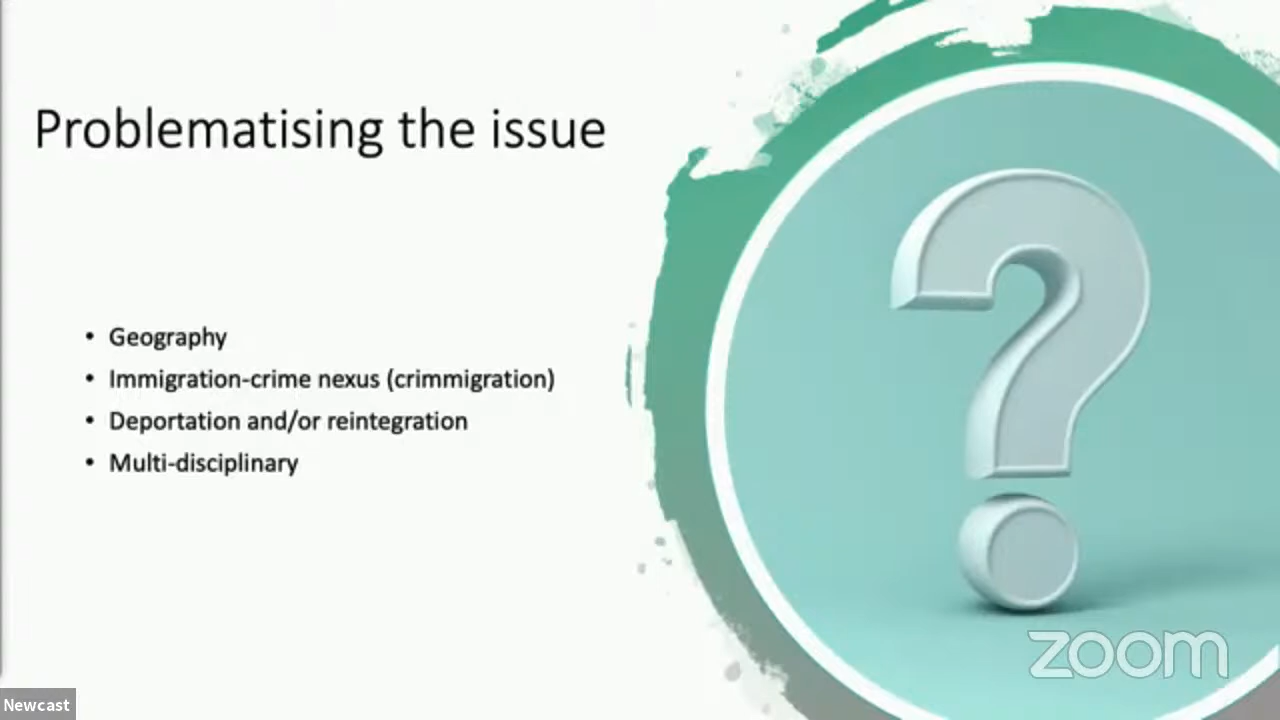 Problematising the issue
• Geography
• Immigration-crime nexus (crimmigration)
• Deportation and/or reintegration
• Multi-disciplinary
zoom
Newcast